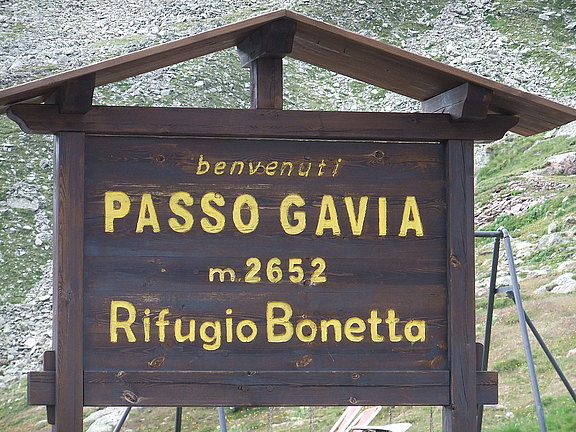 benvenuti
PASSO GAVIA
m. 2652
Rifugio Bonetta